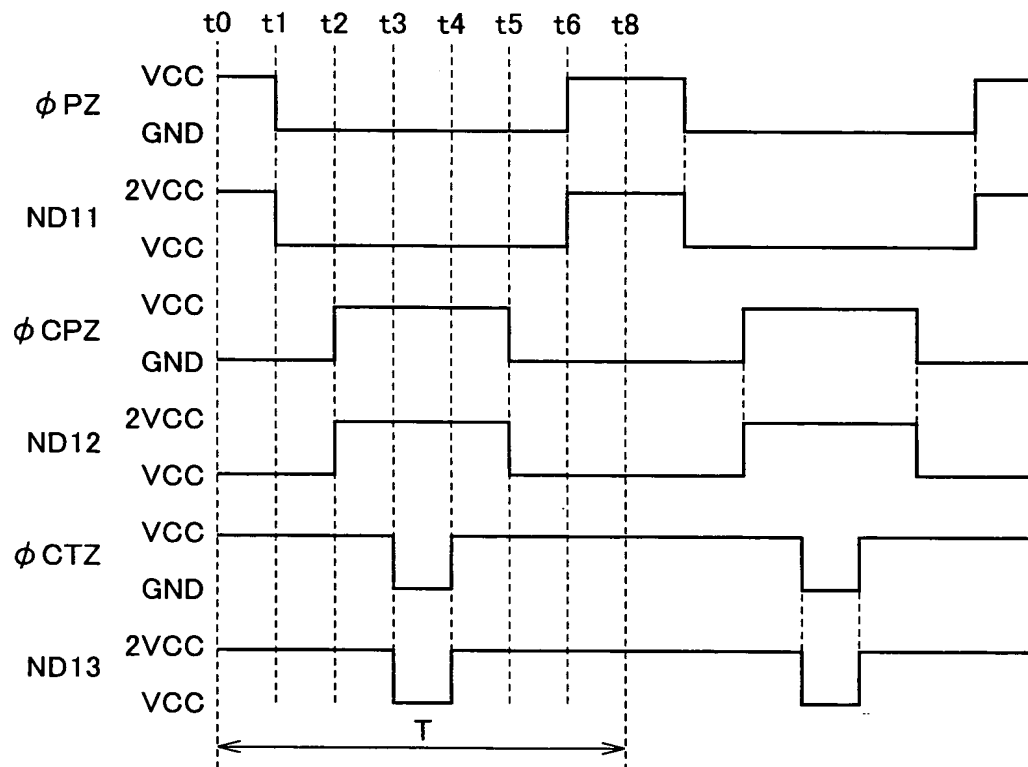 t0 t1 t2 t3 t4 t5 t6 t8
VCC
φPZ
GND
2VCC
ND11
VCC
VCC
φCPZ
GND
2VCC
ND12
VCC
VCC
φCTZ
GND
2VCC
ND13
VCC
T